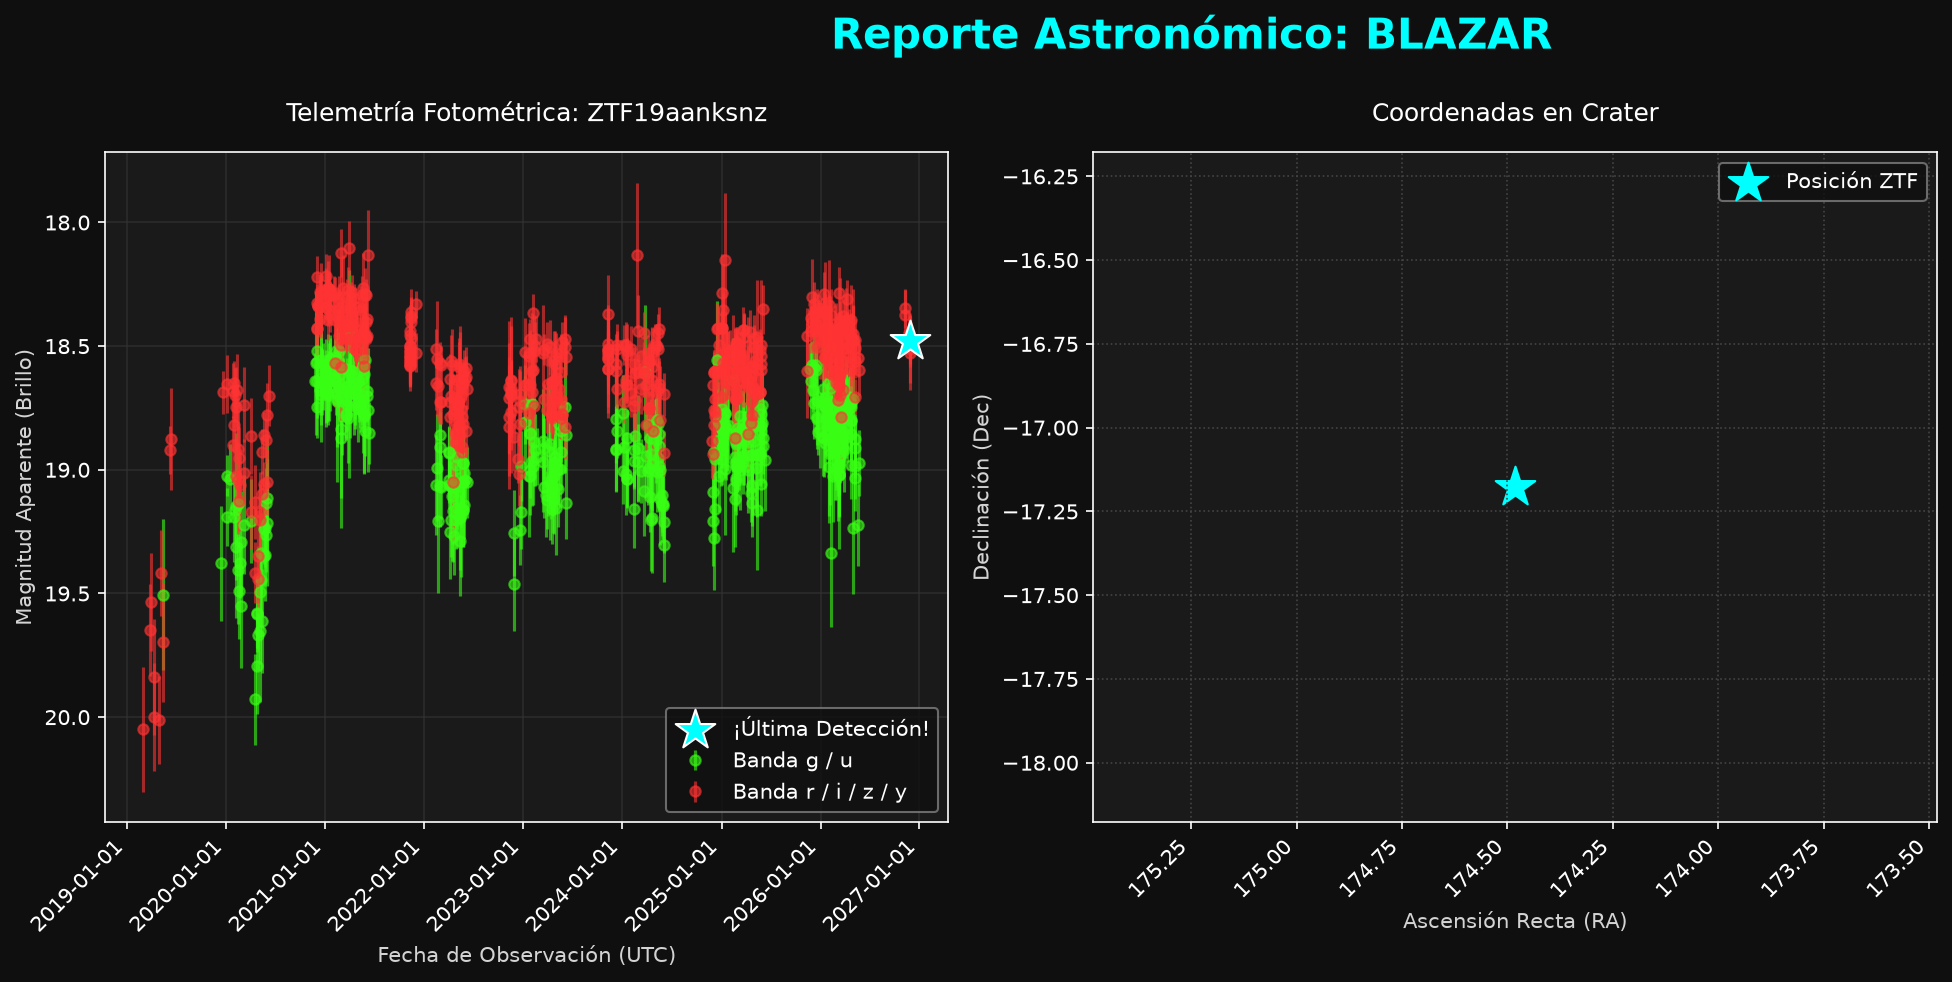 Reporte Astronómico: BLAZAR
Telemetría Fotométrica: ZTF19aanksnz
Magnitud Aparente (Brillo)
18.0
18.5
19.0
19.5
20.0
¡Última Detección!
Banda g / u
Banda r / i / z / y
2019-01-01
2020-01-01
2021-01-01
2022-01-01
2023-01-01
2024-01-01
2025-01-01
2026-01-01
2027-01-01
Fecha de Observación (UTC)
Coordenadas en Crater
Declinación (Dec)
−16.25
−16.50
−16.75
−17.00
−17.25
−17.50
−17.75
−18.00
Posición ZTF
175.25
175.00
174.75
174.50
174.25
174.00
173.75
173.50
Ascensión Recta (RA)